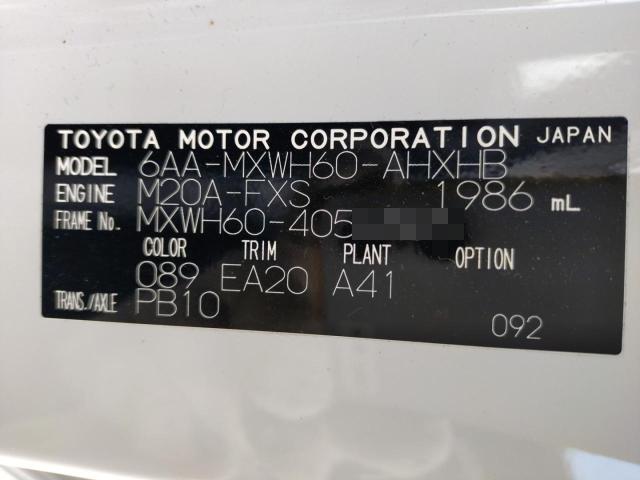 TOYOTA MOTOR CORPORATION JAPAN
MODEL 6AA-MXWH60-AHXHB
ENGINE M20A-FXS 1986 mL
FRAME No. MXWH60-405
COLOR TRIM PLANT OPTION
089 EA20 A41
TRANS./AXLE PB10
092